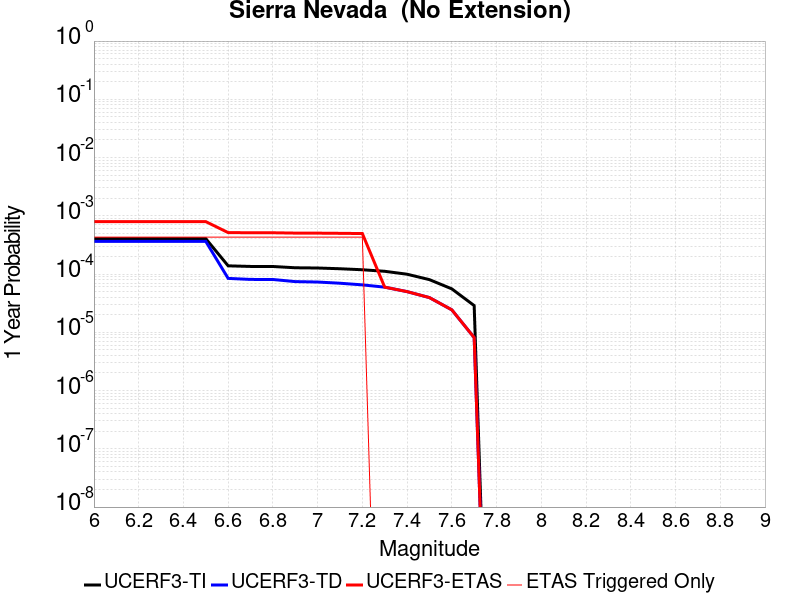 Sierra Nevada  (No Extension)
10^0
10^-1
10^-2
10^-3
10^-4
10^-5
10^-6
10^-7
10^-8
1 Year Probability
6 6.2 6.4 6.6 6.8 7 7.2 7.4 7.6 7.8 8 8.2 8.4 8.6 8.8 9
Magnitude
UCERF3-TI UCERF3-TD UCERF3-ETAS ETAS Triggered Only